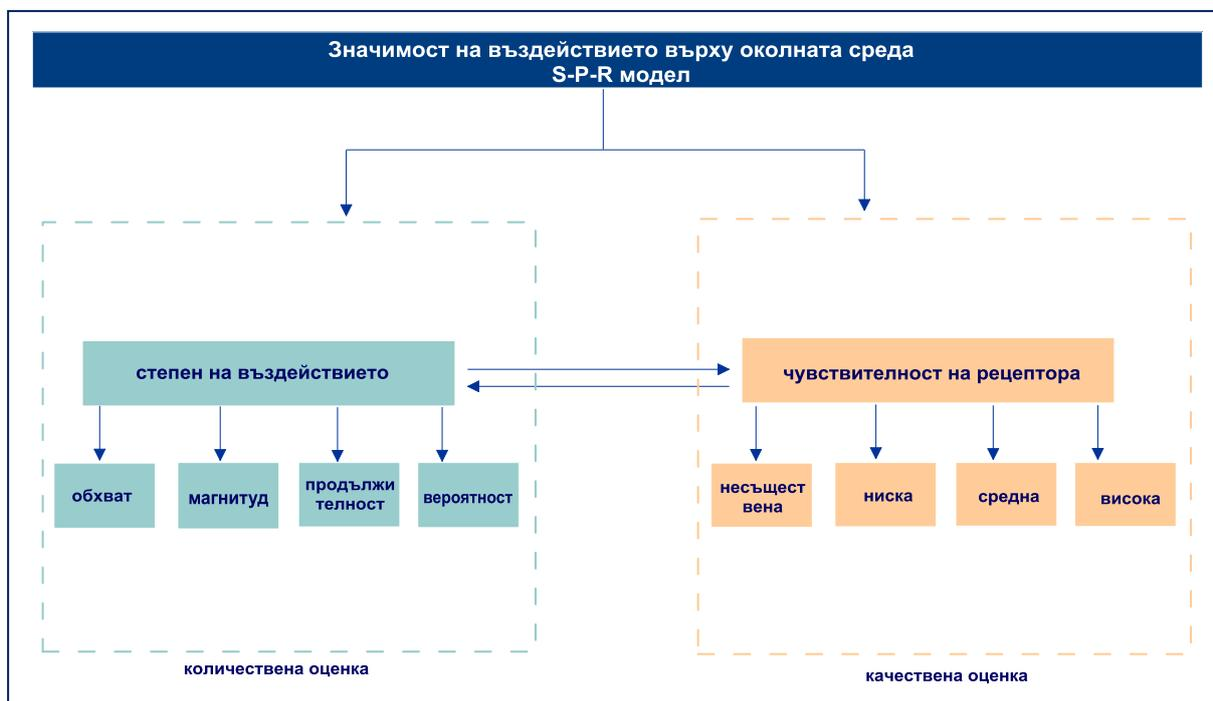 Значимост на въздействието върху околната среда
S-P-R модел
степен на въздействието
чувствителност на рецептора
обхват
магнитуд
продължи
телност
вероятност
несъщест
вена
ниска
средна
висока
количествена оценка
качествена оценка